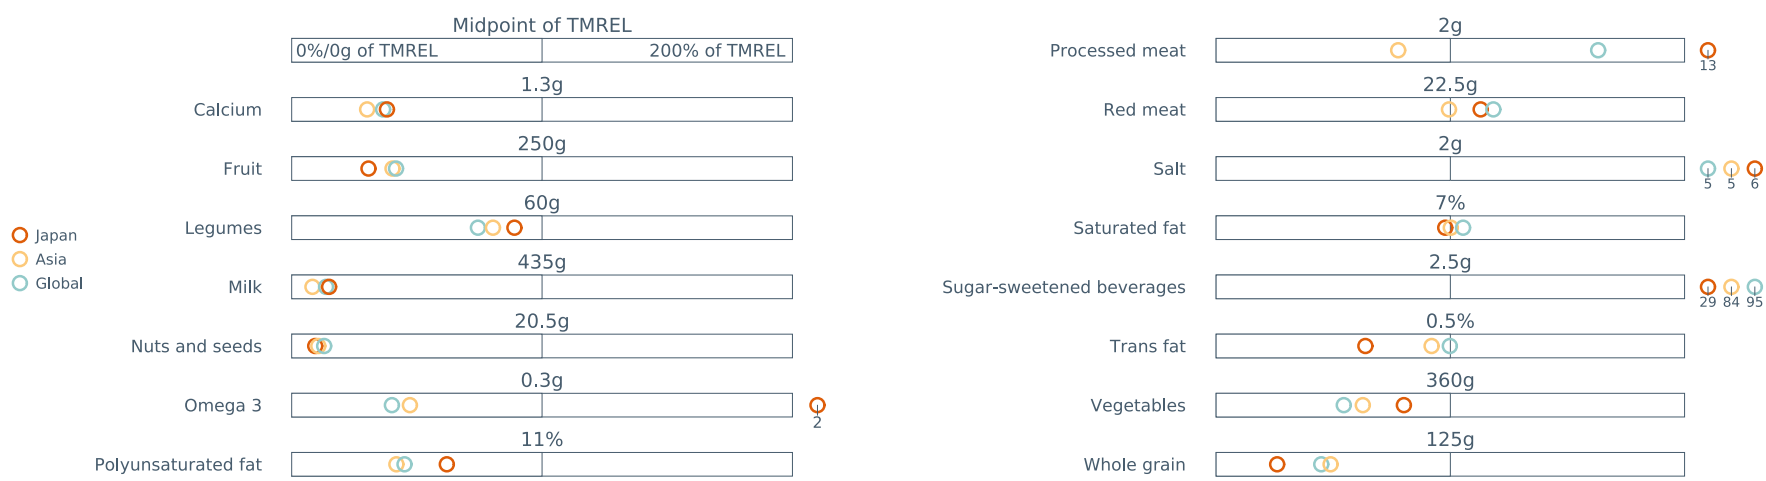 Midpoint of TMREL
0%/0g of TMREL 200% of TMREL
1.3g
Calcium
250g
Fruit
60g
Legumes
435g
Milk
20.5g
Nuts and seeds
0.3g
Omega 3
2
11%
Polyunsaturated fat
Japan
Asia
Global
2g
Processed meat
13
22.5g
Red meat
2g
Salt
5 5 6
7%
Saturated fat
2.5g
Sugar-sweetened beverages
29 84 95
0.5%
Trans fat
360g
Vegetables
125g
Whole grain